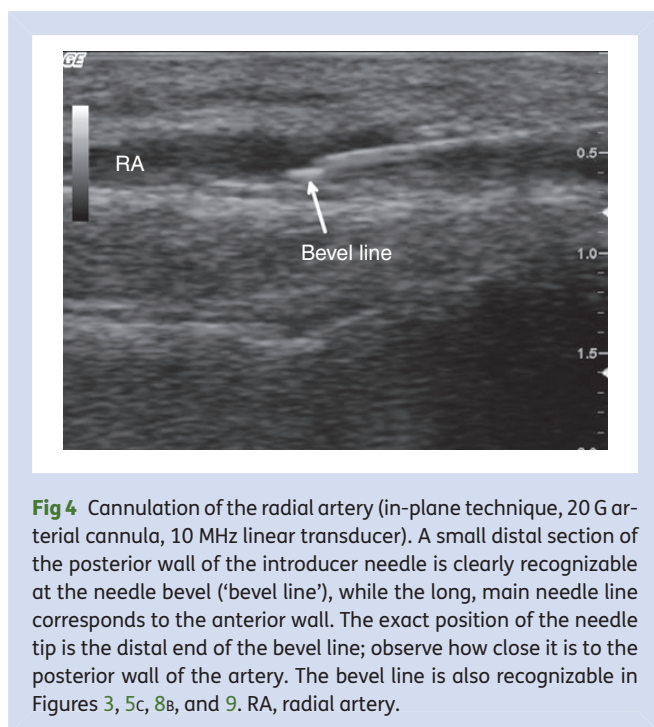 GE
RA
0.5
Bevel line
1.0
1.5
Fig 4 Cannulation of the radial artery (in-plane technique, 20 G ar-
terial cannula, 10 MHz linear transducer). A small distal section of
the posterior wall of the introducer needle is clearly recognizable
at the needle bevel (‘bevel line’), while the long, main needle line
corresponds to the anterior wall. The exact position of the needle
tip is the distal end of the bevel line; observe how close it is to the
posterior wall of the artery. The bevel line is also recognizable in
Figures 3, 5C, 8B, and 9. RA, radial artery.